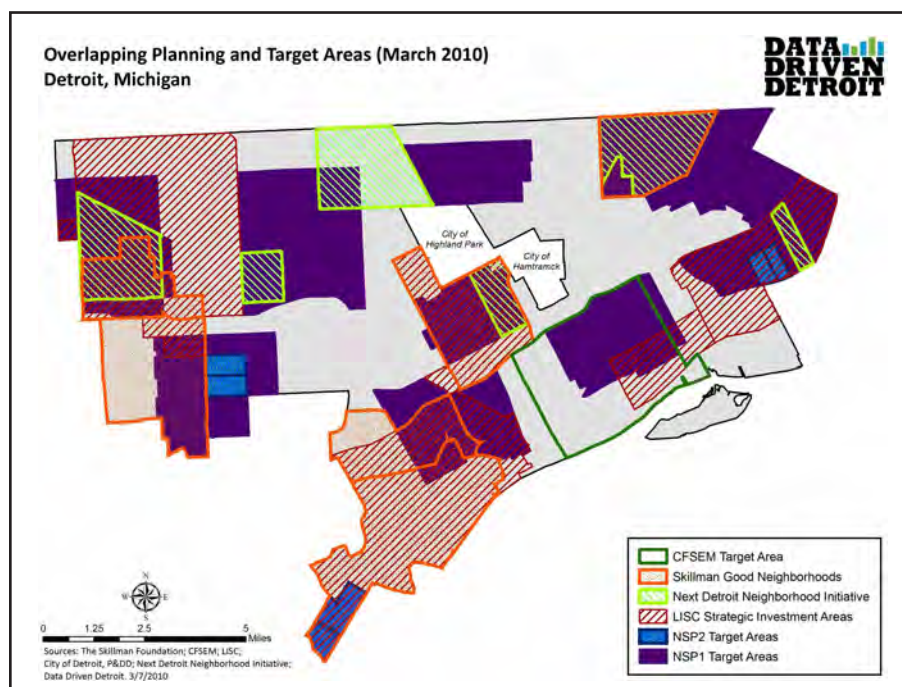 Overlapping Planning and Target Areas (March 2010)
Detroit, Michigan
DATA
DRIVEN
DETROIT
City of
Highland Park
City of
Hamtramck
CFSEM Target Area
Skillman Good Neighborhoods
Next Detroit Neighborhood Initiative
LISC Strategic Investment Areas
NSP2 Target Areas
NSP1 Target Areas
N
W E
S
0 1.25 2.5 5
Miles
Sources: The Skillman Foundation; CFSEM; LISC;
City of Detroit, P&DD; Next Detroit Neighborhood Initiative;
Data Driven Detroit. 3/7/2010